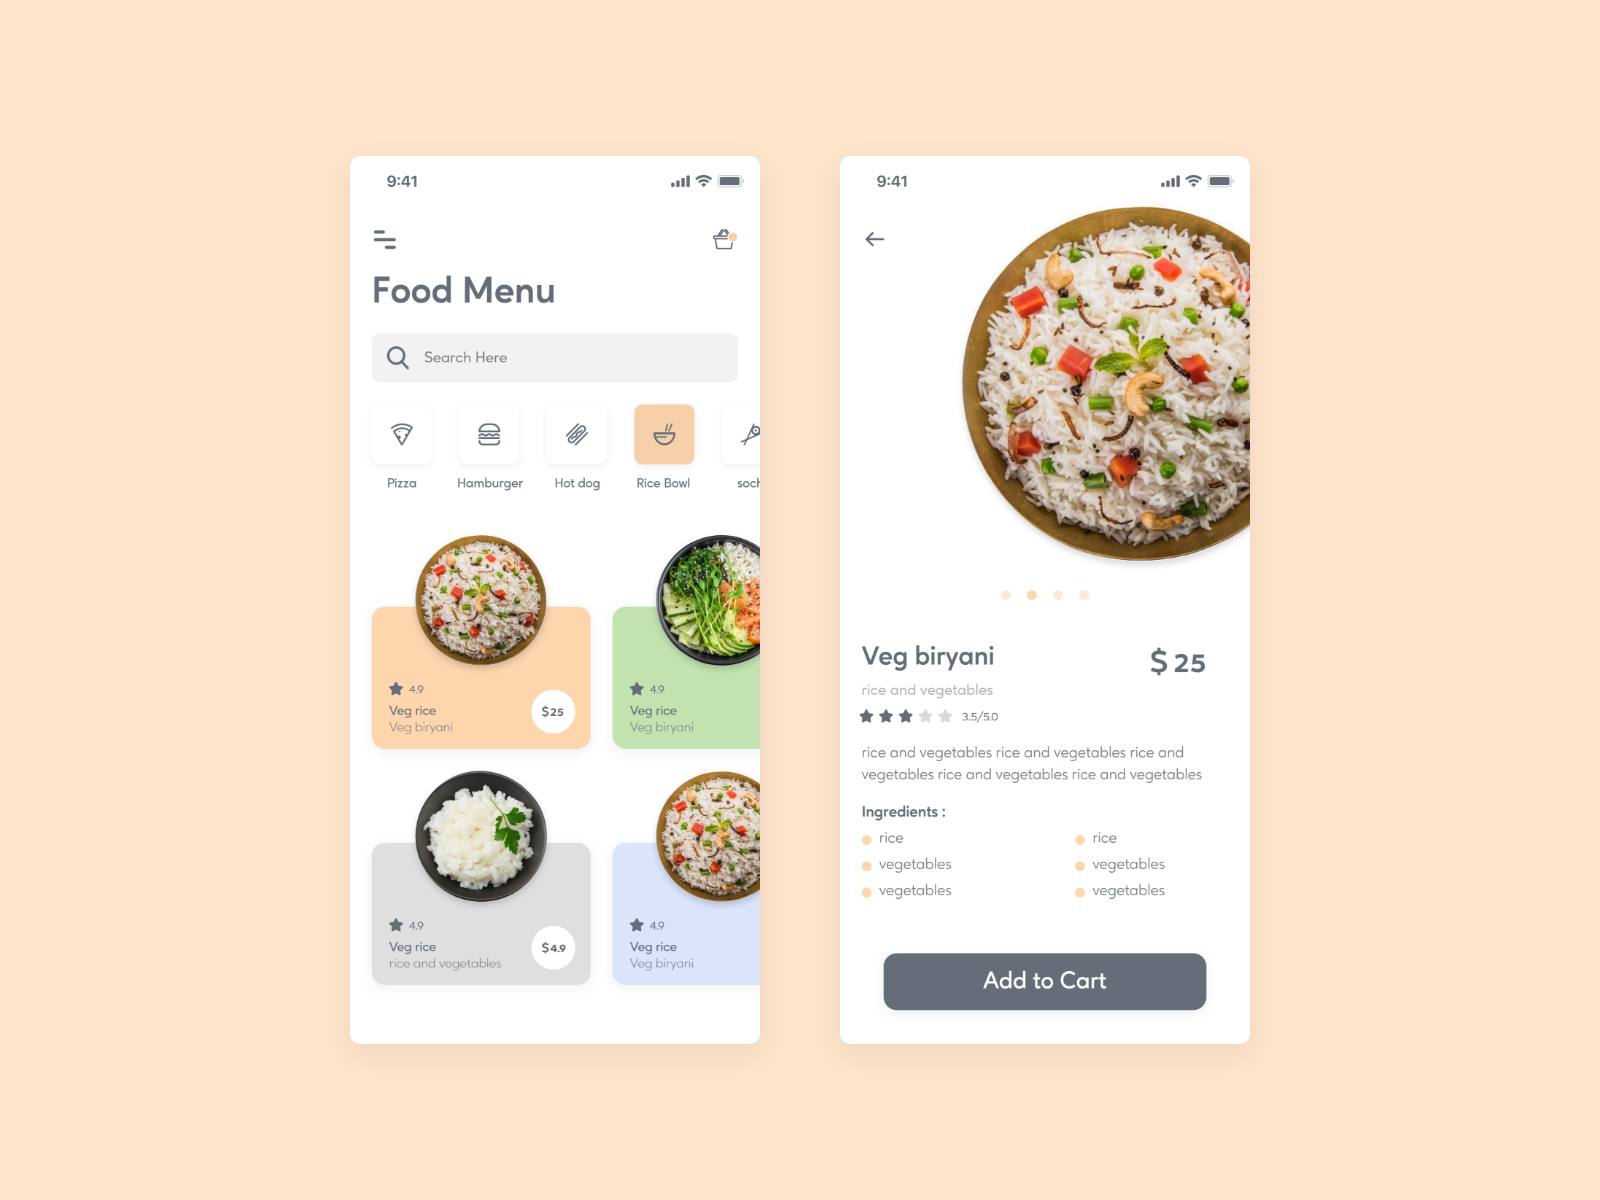 9:41
Food Menu
Search Here
Pizza
Hamburger
Hot dog
Rice Bowl
soch
4.9
Veg rice
Veg biryani
$25
4.9
Veg rice
Veg biryani
4.9
Veg rice
rice and vegetables
$4.9
4.9
Veg rice
Veg biryani
9:41
Veg biryani
$ 25
rice and vegetables
3.5/5.0
rice and vegetables rice and vegetables rice and
vegetables rice and vegetables rice and vegetables
Ingredients :
rice
vegetables
vegetables
rice
vegetables
vegetables
Add to Cart